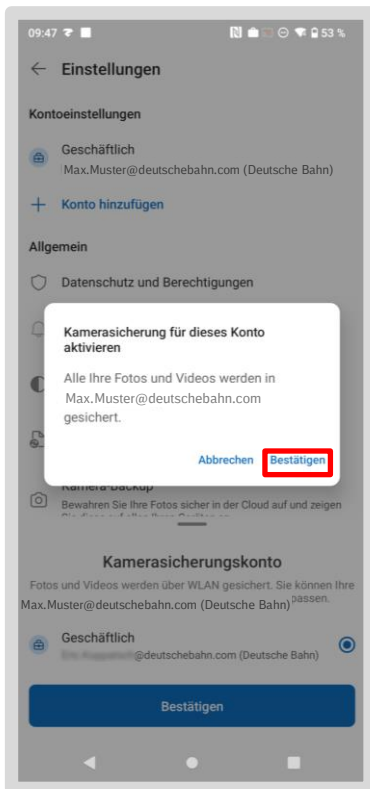 09:47 53 %
Einstellungen
Kontoeinstellungen
Geschäftlich
Max.Muster@deutschebahn.com (Deutsche Bahn)
Konto hinzufügen
Allgemein
Datenschutz und Berechtigungen
Kamerasicherung für dieses Konto
aktivieren
Alle Ihre Fotos und Videos werden in
Max.Muster@deutschebahn.com
gesichert.
Abbrechen Bestätigen
Kamera-Backup
Bewahren Sie Ihre Fotos sicher in der Cloud auf und zeigen
Kamerasicherungskonto
Fotos und Videos werden über WLAN gesichert. Sie können Ihre
Max.Muster@deutschebahn.com (Deutsche Bahn) passen.
Geschäftlich
@deutschebahn.com (Deutsche Bahn)
Bestätigen